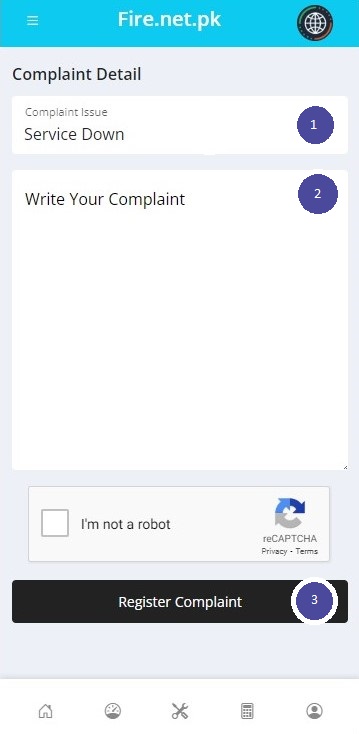 Fire.net.pk
Complaint Detail
Complaint Issue
Service Down
1
Write Your Complaint
2
I'm not a robot
reCAPTCHA
Privacy - Terms
Register Complaint
3